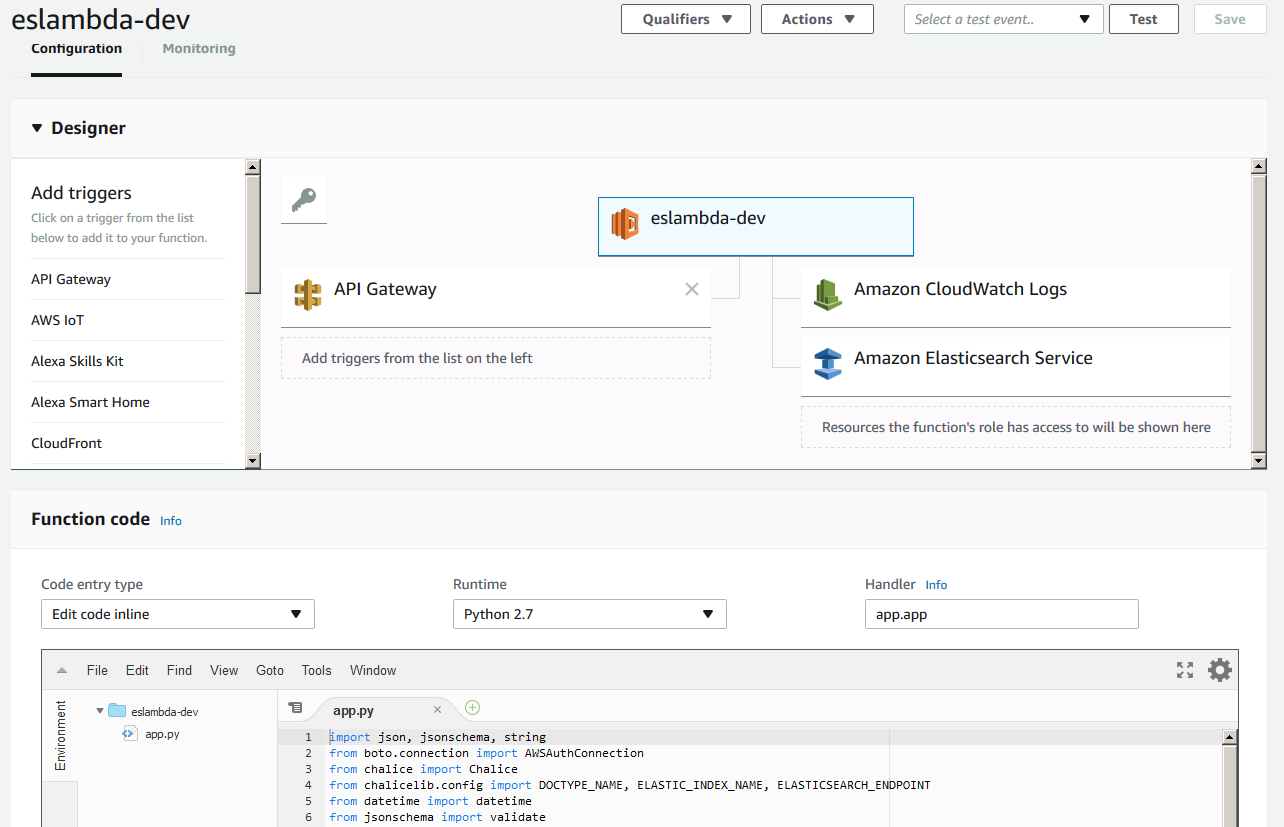 eslambda-dev
Qualifiers
Actions
Select a test event..
Test
Save
Configuration
Monitoring
Designer
Add triggers
Click on a trigger from the list
below to add it to your function.
API Gateway
AWS IoT
Alexa Skills Kit
Alexa Smart Home
CloudFront
eslambda-dev
API Gateway
Add triggers from the list on the left
Amazon CloudWatch Logs
Amazon Elasticsearch Service
Resources the function's role has access to will be shown here
Function code Info
Code entry type
Edit code inline
Runtime
Python 2.7
Handler Info
app.app
File Edit Find View Goto Tools Window
Environment
eslambda-dev
app.py
app.py
1 import json, jsonschema, string
2 from boto.connection import AWSAuthConnection
3 from chalice import Chalice
4 from chalicelib.config import DOCTYPE_NAME, ELASTIC_INDEX_NAME, ELASTICSEARCH_ENDPOINT
5 from datetime import datetime
6 from jsonschema import validate